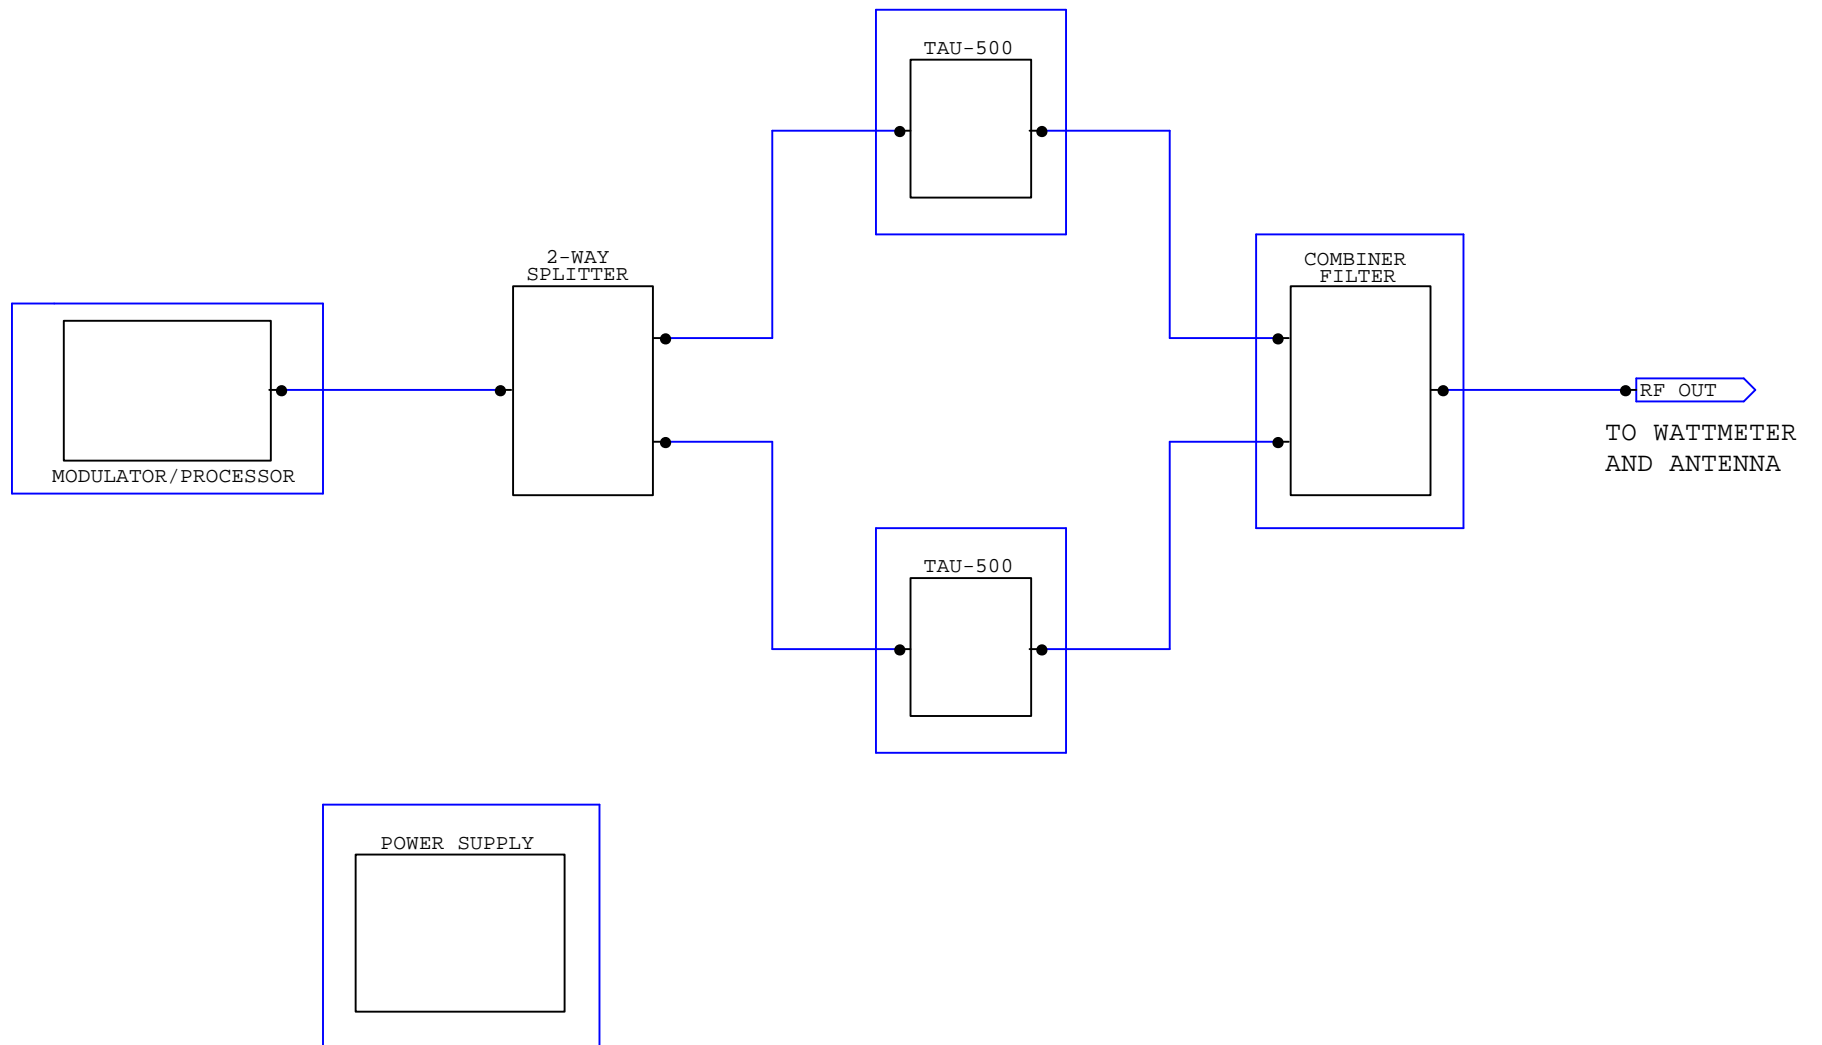 TAU-500
2-WAY
SPLITTER
COMBINER
FILTER
MODULATOR/PROCESSOR
RF OUT
TO WATTMETER
AND ANTENNA
TAU-500
POWER SUPPLY